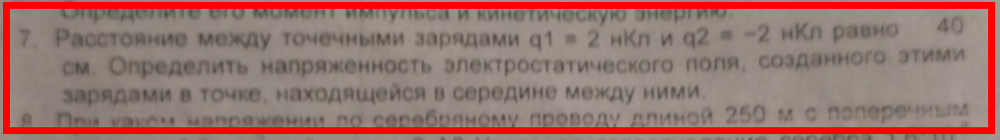 Определите его момент импульса и кинетическую энергию.
7. Расстояние между точечными зарядами q1 = 2 нКл и q2 = –2 нКл равно 40
см. Определить напряженность электростатического поля, созданного этими
зарядами в точке, находящейся в середине между ними.
8. При каком напряжении по серебряному проводу длиной 250 м с поперечным